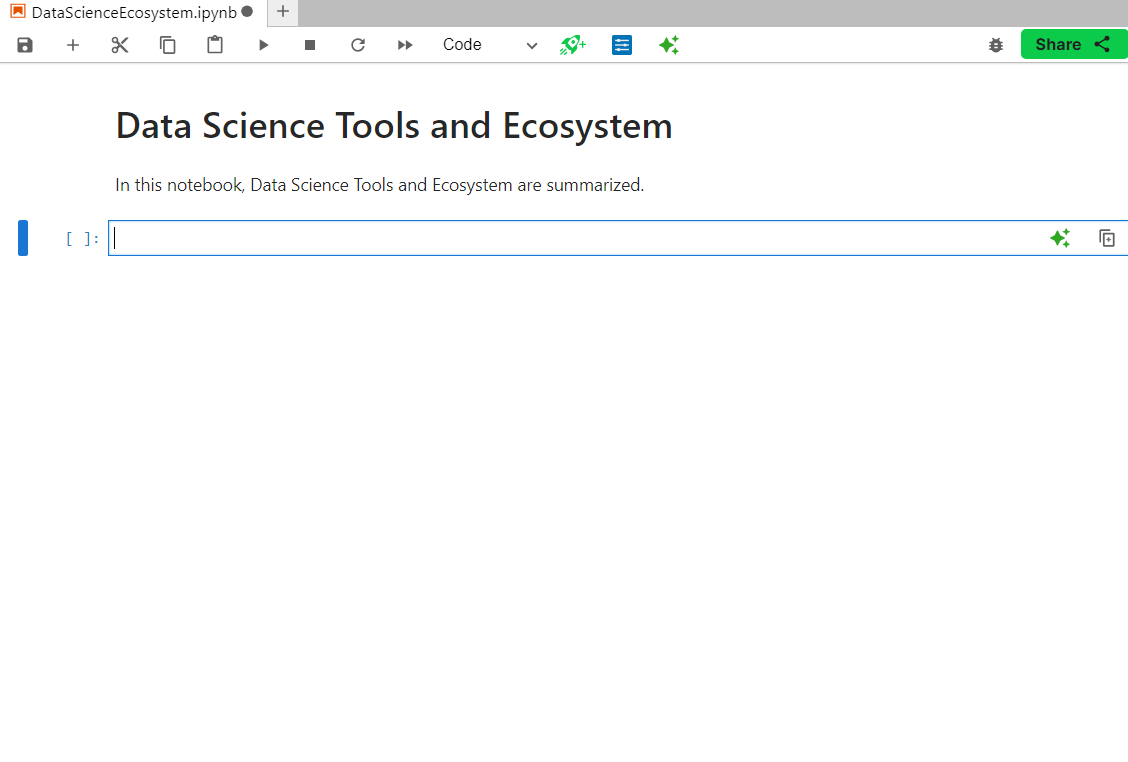 DataScienceEcosystem.ipynb
Code
Share
Data Science Tools and Ecosystem
In this notebook, Data Science Tools and Ecosystem are summarized.
[ ]: